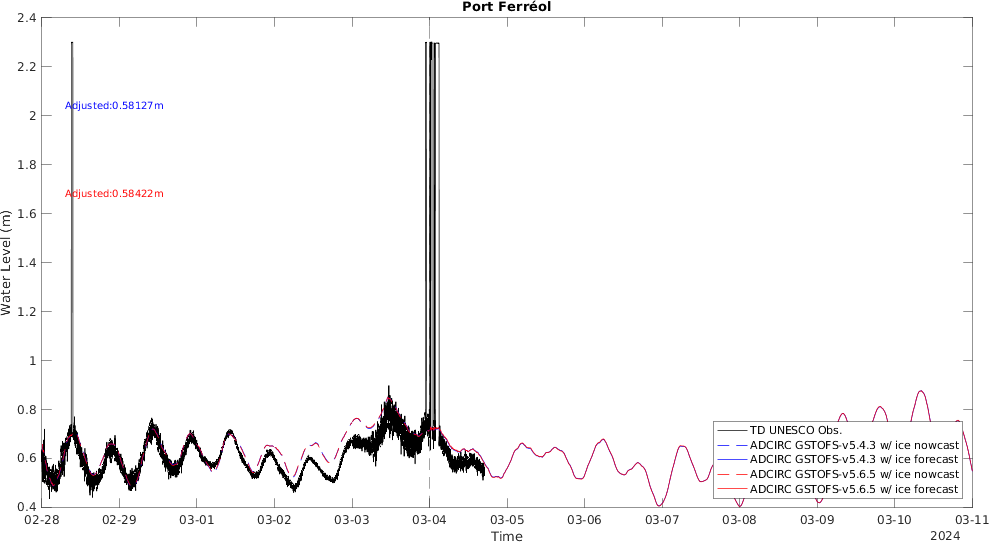 Port Ferréol
2.4
2.2
2
1.8
1.6
1.4
1.2
1
0.8
0.6
0.4
Water Level (m)
Adjusted:0.58127m
Adjusted:0.58422m
TD UNESCO Obs.
ADCIRC GSTOFS-v5.4.3 w/ ice nowcast
ADCIRC GSTOFS-v5.4.3 w/ ice forecast
ADCIRC GSTOFS-v5.6.5 w/ ice nowcast
ADCIRC GSTOFS-v5.6.5 w/ ice forecast
02-28 02-29 03-01 03-02 03-03 03-04 03-05 03-06 03-07 03-08 03-09 03-10 03-11
Time
2024